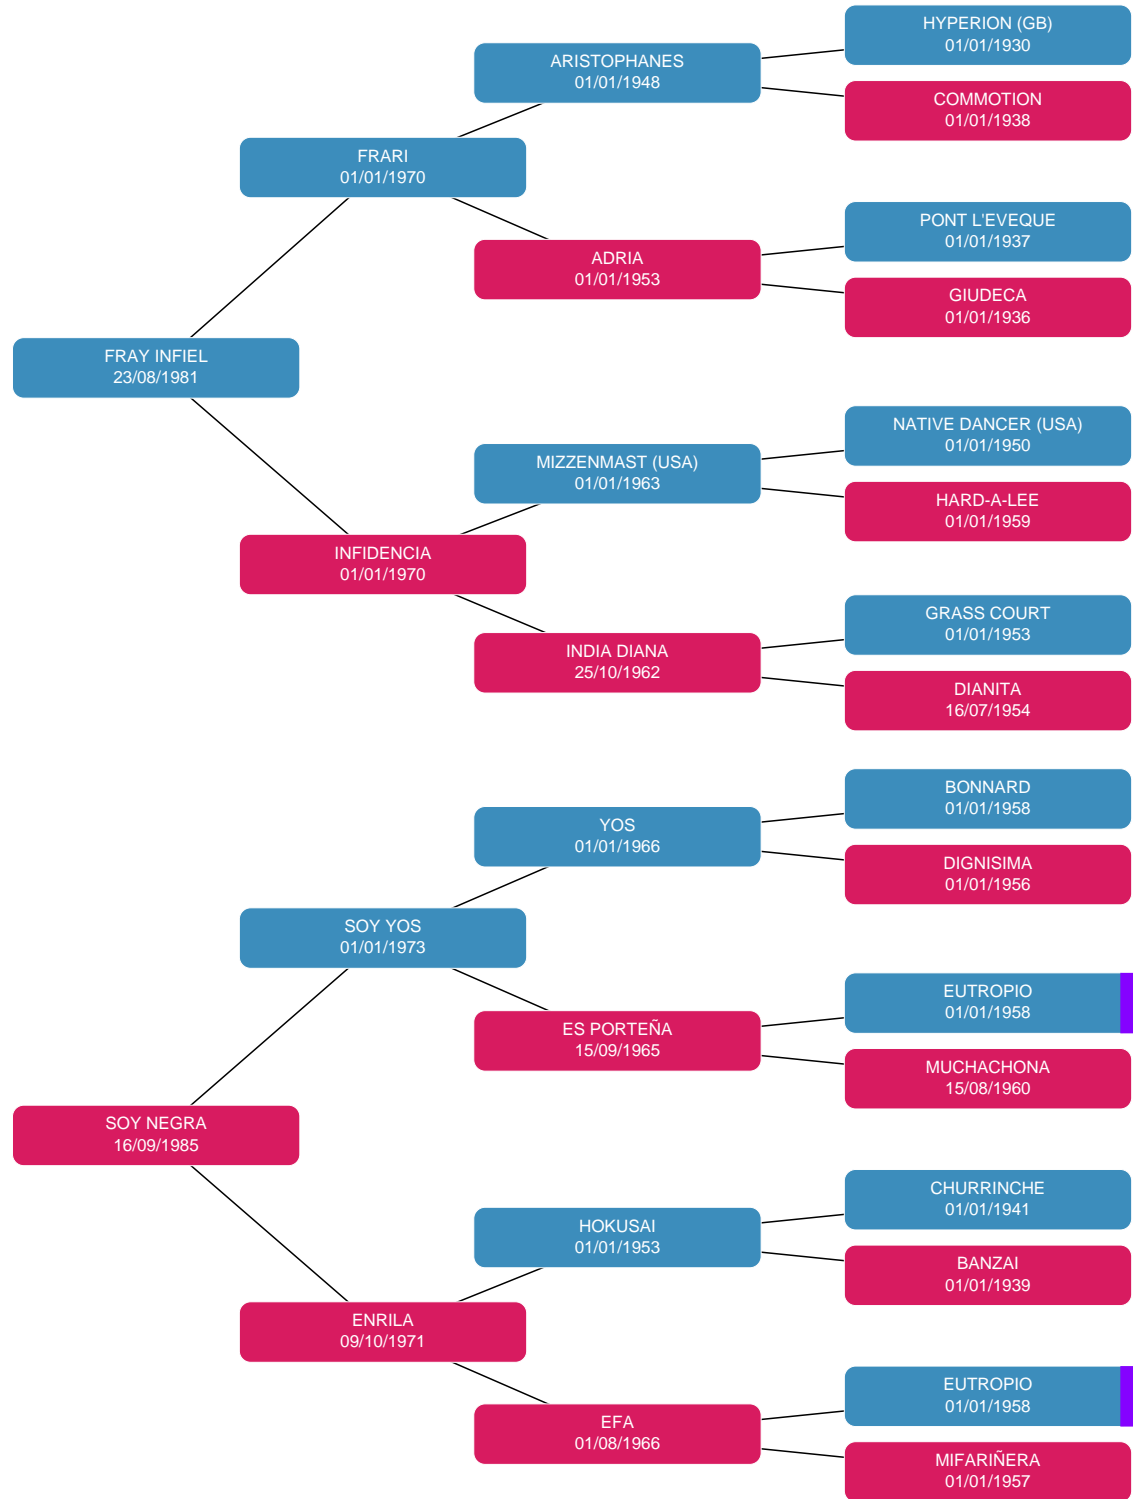 HYPERION (GB)
01/01/1930
ARISTOPHANES
01/01/1948
COMMOTION
01/01/1938
FRARI
01/01/1970
PONT L'EVEQUE
01/01/1937
ADRIA
01/01/1953
GIUDECA
01/01/1936
FRAY INFIEL
23/08/1981
NATIVE DANCER (USA)
01/01/1950
MIZZENMAST (USA)
01/01/1963
HARD-A-LEE
01/01/1959
INFIDENCIA
01/01/1970
GRASS COURT
01/01/1953
INDIA DIANA
25/10/1962
DIANITA
16/07/1954
BONNARD
01/01/1958
YOS
01/01/1966
DIGNISIMA
01/01/1956
SOY YOS
01/01/1973
EUTROPIO
01/01/1958
ES PORTEÑA
15/09/1965
MUCHACHONA
15/08/1960
SOY NEGRA
16/09/1985
CHURRINCHE
01/01/1941
HOKUSAI
01/01/1953
BANZAI
01/01/1939
ENRILA
09/10/1971
EUTROPIO
01/01/1958
EFA
01/08/1966
MIFARIÑERA
01/01/1957